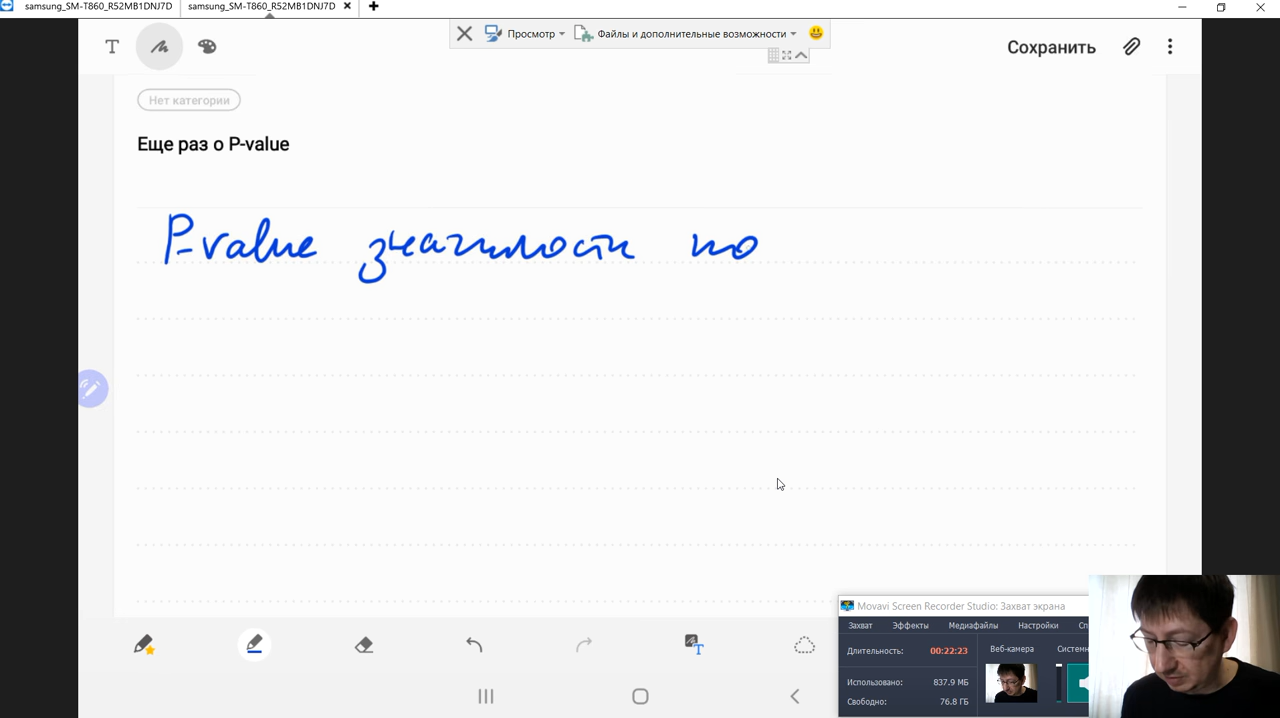 samsung_SM-T860_R52MB1DNJ7D samsung_SM-T860_R52MB1DNJ7D
Просмотр Файлы и дополнительные возможности
T Сохранить
Нет категории
Еще раз о P-value
P-value значимости по
Movavi Screen Recorder Studio: Захват экрана
Захват Эффекты Медиафайлы Настройки Сп
Длительность: 00:22:23 Веб-камера Системн
Использовано: 837.9 МБ
Свободно: 76.8 ГБ